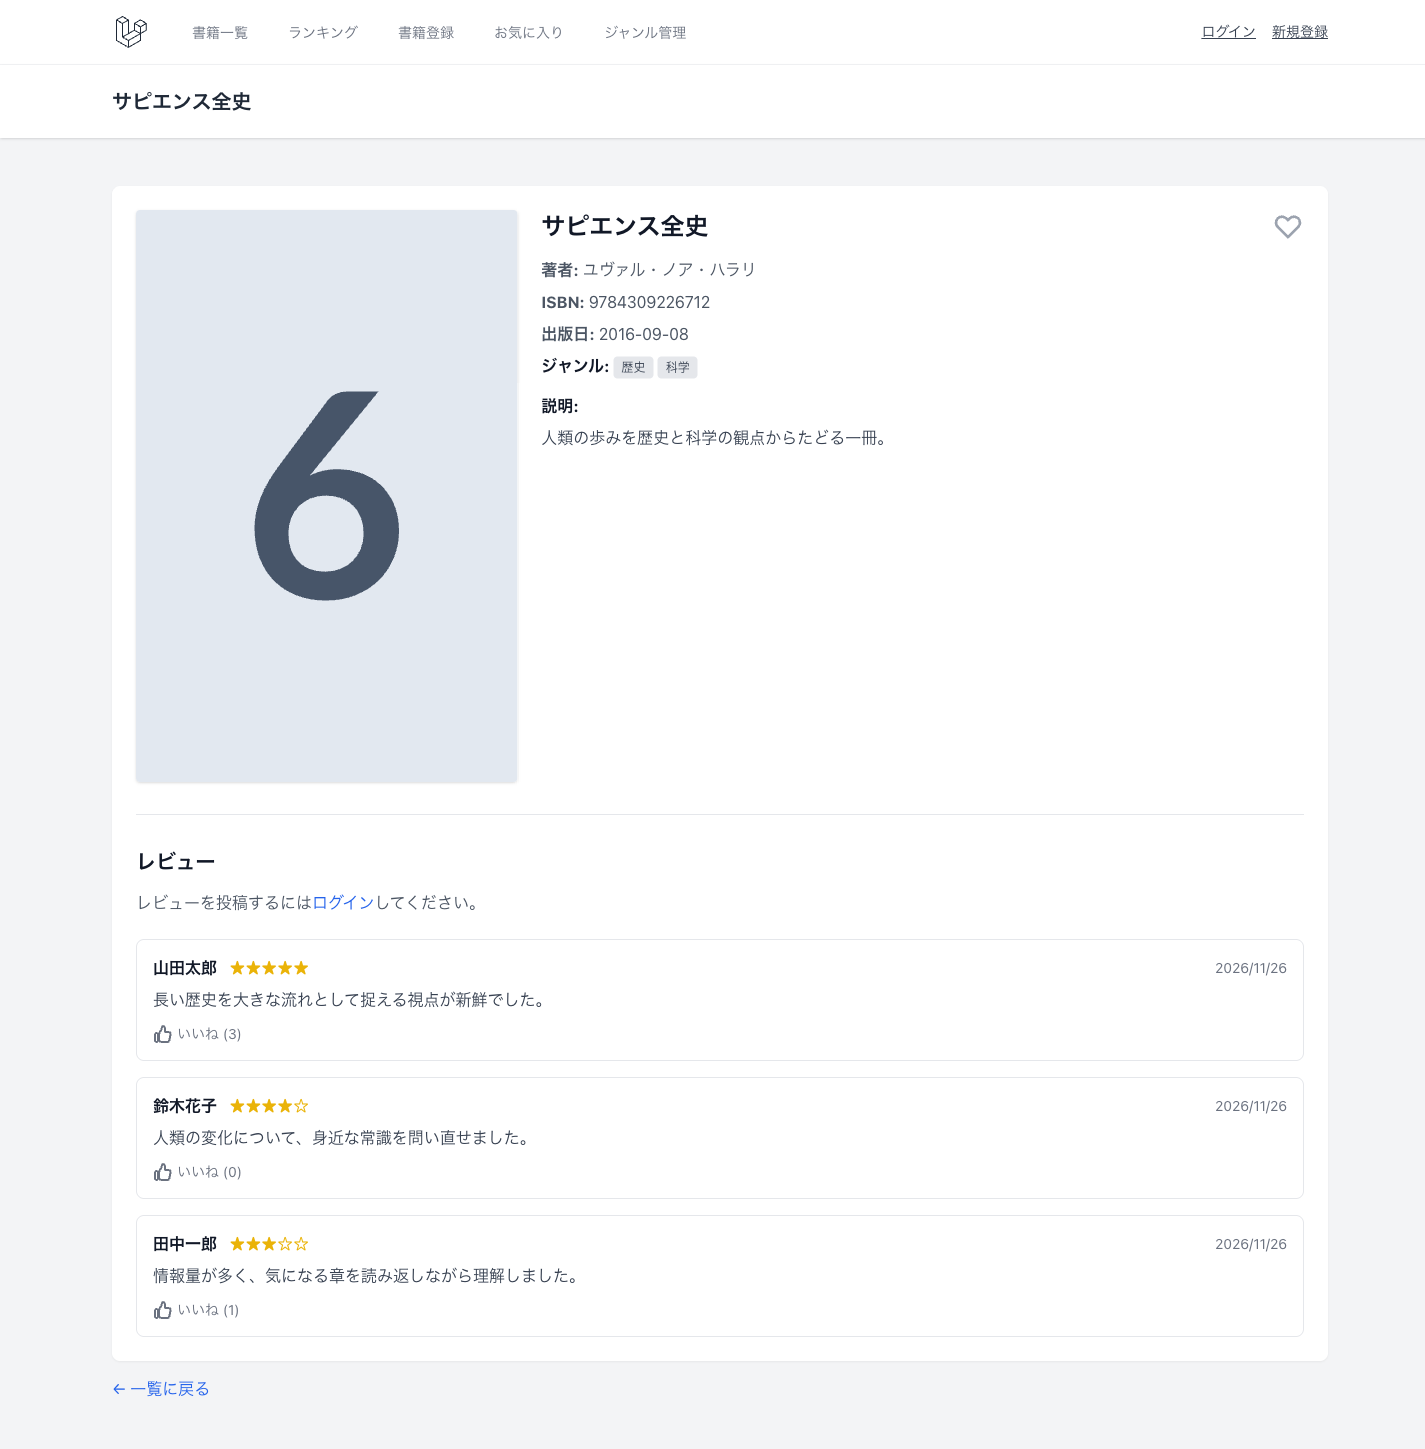 書籍一覧 ランキング 書籍登録 お気に入り ジャンル管理 ログイン 新規登録
サピエンス全史
6
サピエンス全史
著者: ユヴァル・ノア・ハラリ
ISBN: 9784309226712
出版日: 2016-09-08
ジャンル: 歴史 科学
説明:
人類の歩みを歴史と科学の観点からたどる一冊。
レビュー
レビューを投稿するにはログインしてください。
山田太郎 ★★★★★ 2026/11/26
長い歴史を大きな流れとして捉える視点が新鮮でした。
いいね (3)
鈴木花子 ★★★★☆ 2026/11/26
人類の変化について、身近な常識を問い直せました。
いいね (0)
田中一郎 ★★★☆☆ 2026/11/26
情報量が多く、気になる章を読み返しながら理解しました。
いいね (1)
← 一覧に戻る